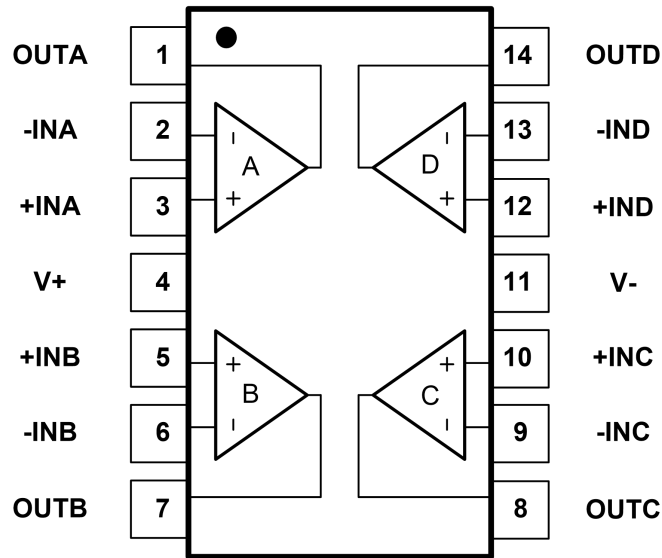 OUTA 1 14 OUTD
-INA 2 - A - D 13 -IND
+INA 3 + + 12 +IND
V+ 4 11 V-
+INB 5 + B + C 10 +INC
-INB 6 - - 9 -INC
OUTB 7 8 OUTC